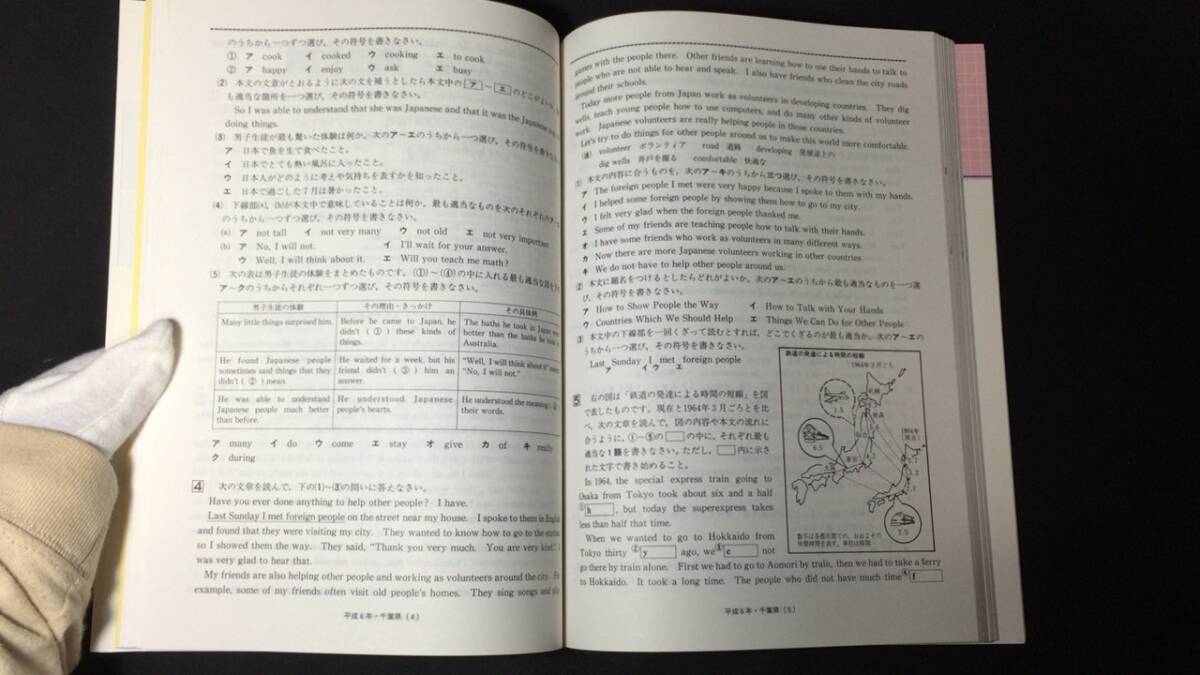 のうちから一つずつ選び，その符号を書きなさい。
① ア cook イ cooked ウ cooking エ to cook
② ア happy イ enjoy ウ ask エ busy
(2) 本文の文意がとおるように次の文を補うとしたら本文中の ア ～ エ のどこがよいか。
も適当な箇所を一つ選び，その符号を書きなさい。
So I was able to understand that she was Japanese and that it was the Japanese
doing things.
(3) 男子生徒が最も驚いた体験は何か。次のア～エのうちから一つ選び，その符号を書きなさい。
ア 日本で魚を生で食べたこと。
イ 日本でとても熱い風呂に入ったこと。
ウ 日本人がどのように考えや気持ちを表すかを知ったこと。
エ 日本で過ごした7月は暑かったこと。
(4) 下線部(a)，(b)が本文中で意味していることは何か。最も適当なものを次のそれぞれのア～エ
のうちから一つずつ選び，その符号を書きなさい。
(a) ア not tall イ not very many ウ not old エ not very important
(b) ア No, I will not. イ I'll wait for your answer.
ウ Well, I will think about it. エ Will you teach me math?
(5) 次の表は男子生徒の体験をまとめたものです。(①)～(④)の中に入れる最も適当な語を
ア～クのうちからそれぞれ一つずつ選び，その符号を書きなさい。
男子生徒の体験 その理由・きっかけ その具体例
Many little things surprised him. Before he came to Japan, he didn't ( ① ) these kinds of things. The baths he took in Japan were hotter than the baths he took in Australia.
He found Japanese people sometimes said things that they didn't ( ② ) mean. He waited for a week, but his friend didn't ( ③ ) him an answer. "Well, I will think about it" meant "No, I will not."
He was able to understand Japanese people much better than before. He understood Japanese people's hearts. He understood the meaning ( ④ ) their words.
ア many イ do ウ come エ stay オ give カ of キ really
ク during
4 次の文章を読んで，下の(1)～(3)の問いに答えなさい。
Have you ever done anything to help other people? I have.
Last Sunday I met foreign people on the street near my house. I spoke to them in English
and found that they were visiting my city. They wanted to know how to go to the station,
so I showed them the way. They said, "Thank you very much. You are very kind." I
was very glad to hear that.
My friends are also helping other people and working as volunteers around the city. For
example, some of my friends often visit old people's homes. They sing songs and play
平成6年・千葉県 (4)
games with the people there. Other friends are learning how to use their hands to talk to
people who are not able to hear and speak. I also have friends who clean the city roads
around their schools.
Today more people from Japan work as volunteers in developing countries. They dig
wells, teach young people how to use computers, and do many other kinds of volunteer
work. Japanese volunteers are really helping people in those countries.
Let's try to do things for other people around us to make this world more comfortable.
(注) volunteer ボランティア road 道路 developing 発展途上の
dig wells 井戸を掘る comfortable 快適な
(1) 本文の内容に合うものを，次のア～キのうちから三つ選び，その符号を書きなさい。
ア The foreign people I met were very happy because I spoke to them with my hands.
イ I helped some foreign people by showing them how to go to my city.
ウ I felt very glad when the foreign people thanked me.
エ Some of my friends are teaching people how to talk with their hands.
オ I have some friends who work as volunteers in many different ways.
カ Now there are more Japanese volunteers working in other countries.
キ We do not have to help other people around us.
(2) 本文に題名をつけるとしたらどれがよいか。次のア～エのうちから最も適当なものを一つ選
び，その符号を書きなさい。
ア How to Show People the Way イ How to Talk with Your Hands
ウ Countries Which We Should Help エ Things We Can Do for Other People
(3) 本文中の下線部を一回くぎって読むとすれば，どこでくぎるのが最も適当か。次のア～エの
うちから一つ選び，その符号を書きなさい。
Last Sunday I met foreign people
ア イ ウ エ
5 右の図は「鉄道の発達による時間の短縮」を図
で表したものです。現在と1964年3月ごろとを比
べ，次の文章を読んで，図の内容や本文の流れに
合うように，①～⑤の の中に，それぞれ最も
適当な1語を書きなさい。ただし， 内に示さ
れた文字で書き始めること。
In 1964, the special express train going to
Osaka from Tokyo took about six and a half
① h , but today the superexpress takes
less than half that time.
When we wanted to go to Hokkaido from
Tokyo thirty ② y ago, we ③ c not
go there by train alone. First we had to go to Aomori by train, then we had to take a ferry
to Hokkaido. It took a long time. The people who did not have much time ④ f
鉄道の発達による時間の短縮
1964年3月ごろ
札幌
青森
東京
6.5
2.5
平成6年・千葉県 (5)